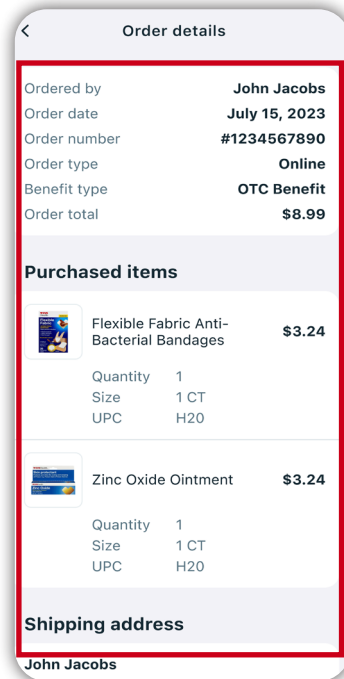 Order details
Ordered by John Jacobs
Order date July 15, 2023
Order number #1234567890
Order type Online
Benefit type OTC Benefit
Order total $8.99
Purchased items
Flexible Fabric Anti-
Bacterial Bandages $3.24
Quantity 1
Size 1 CT
UPC H20
Zinc Oxide Ointment $3.24
Quantity 1
Size 1 CT
UPC H20
Shipping address
John Jacobs